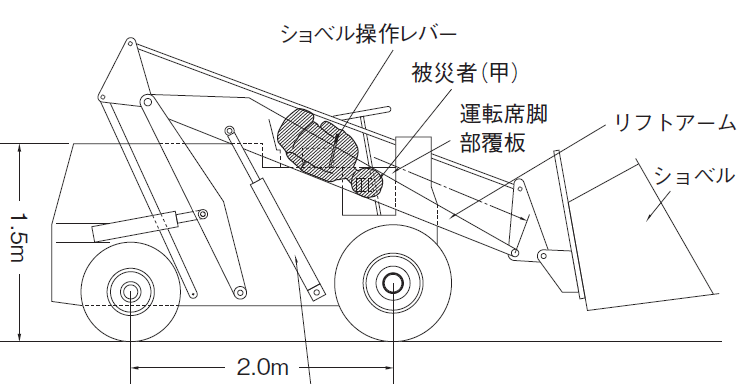 ショベル操作レバー
被災者（甲）
運転席脚
部覆板
リフトアーム
ショベル
1.5m
2.0m